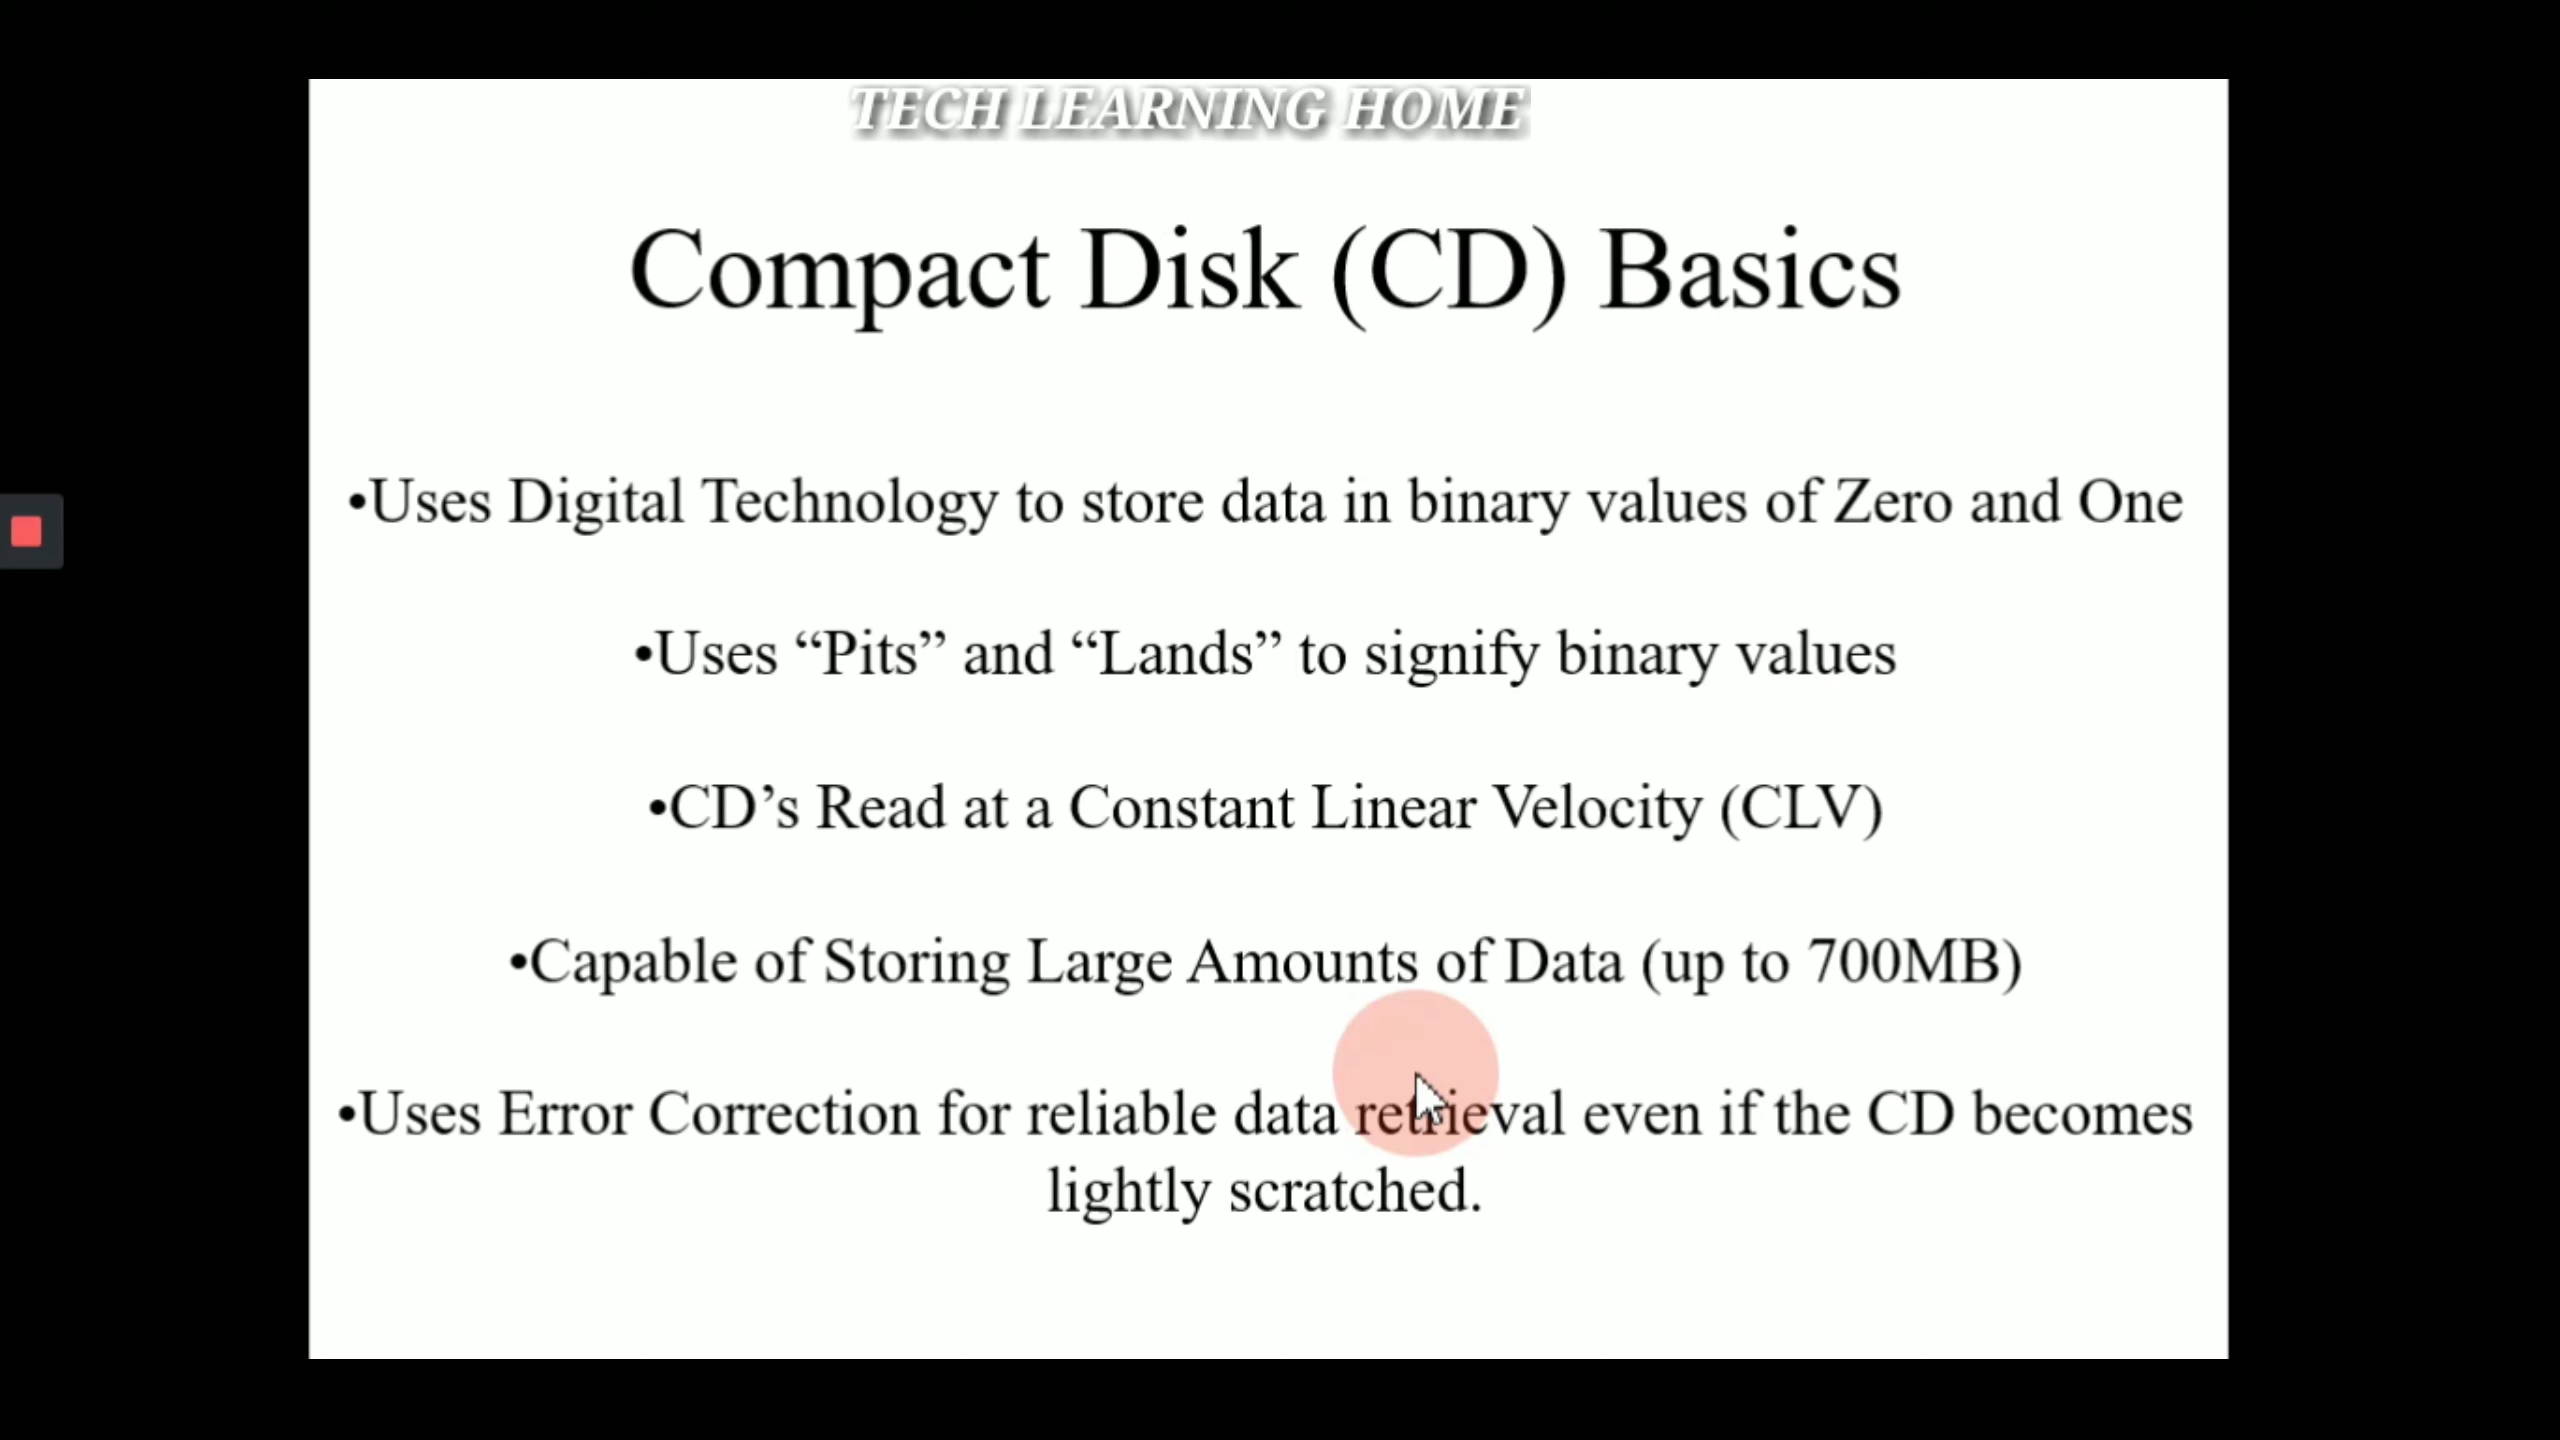 TECH LEARNING HOME
Compact Disk (CD) Basics
•Uses Digital Technology to store data in binary values of Zero and One
•Uses “Pits” and “Lands” to signify binary values
•CD’s Read at a Constant Linear Velocity (CLV)
•Capable of Storing Large Amounts of Data (up to 700MB)
•Uses Error Correction for reliable data retrieval even if the CD becomes
lightly scratched.